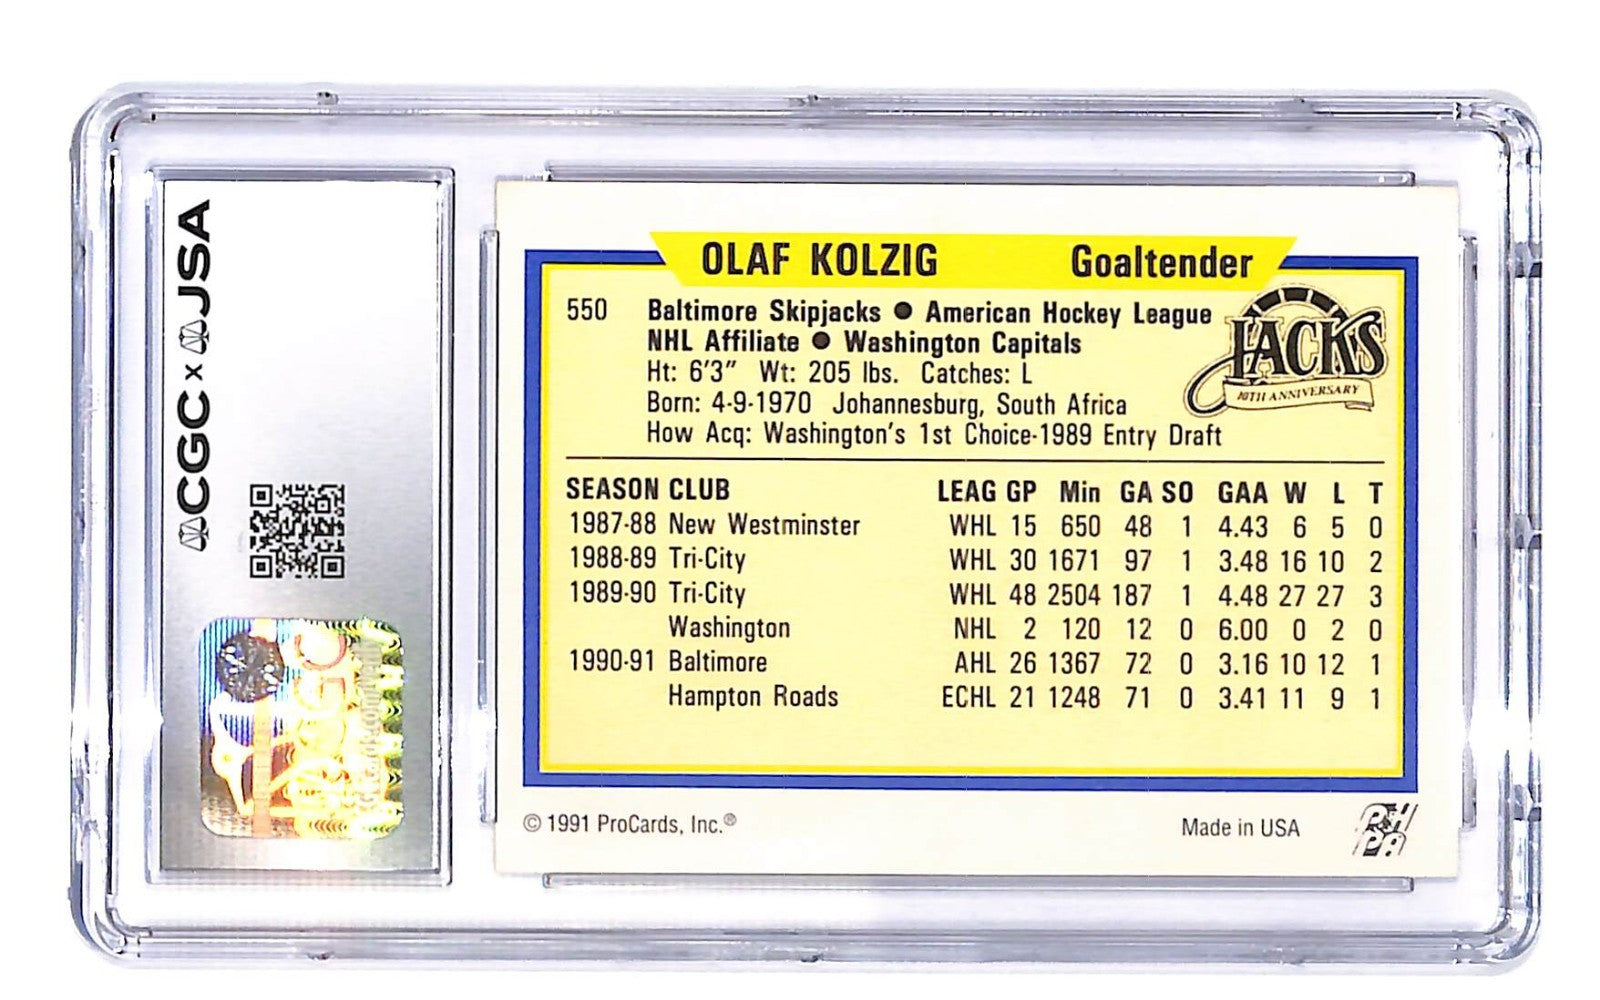 CGC x JSA
OLAF KOLZIG Goaltender
550 Baltimore Skipjacks ● American Hockey League
NHL Affiliate ● Washington Capitals
Ht: 6'3" Wt: 205 lbs. Catches: L
Born: 4-9-1970 Johannesburg, South Africa
How Acq: Washington's 1st Choice-1989 Entry Draft
JACKS
10TH ANNIVERSARY
SEASON CLUB LEAG GP Min GA SO GAA W L T
1987-88 New Westminster WHL 15 650 48 1 4.43 6 5 0
1988-89 Tri-City WHL 30 1671 97 1 3.48 16 10 2
1989-90 Tri-City WHL 48 2504 187 1 4.48 27 27 3
Washington NHL 2 120 12 0 6.00 0 2 0
1990-91 Baltimore AHL 26 1367 72 0 3.16 10 12 1
Hampton Roads ECHL 21 1248 71 0 3.41 11 9 1
© 1991 ProCards, Inc.® Made in USA
PHPA
CGC